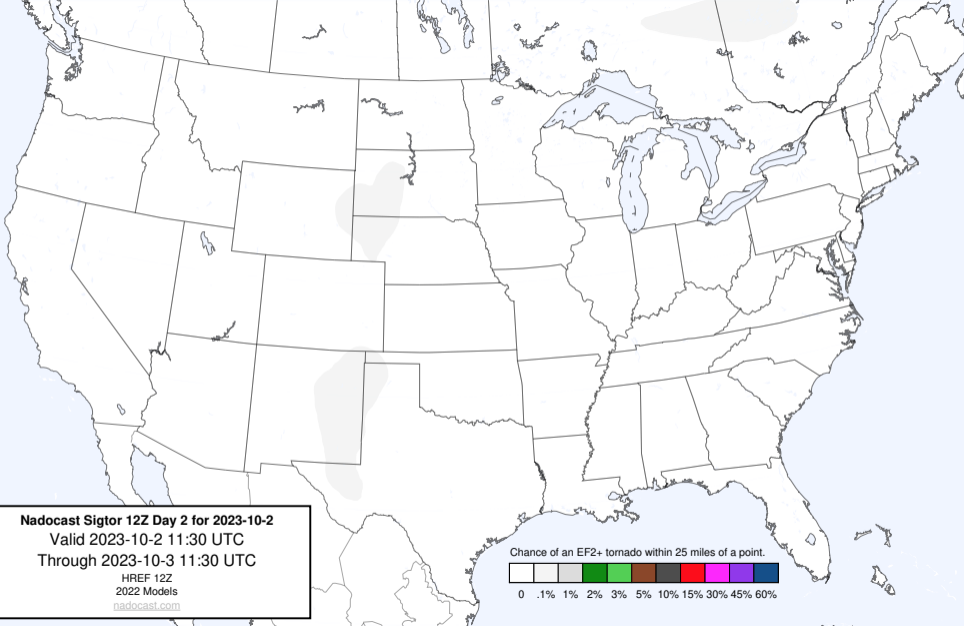 Nadocast Sigtor 12Z Day 2 for 2023-10-2
Valid 2023-10-2 11:30 UTC
Through 2023-10-3 11:30 UTC
HREF 12Z
2022 Models
nadocast.com
Chance of an EF2+ tornado within 25 miles of a point.
0 .1% 1% 2% 3% 5% 10% 15% 30% 45% 60%